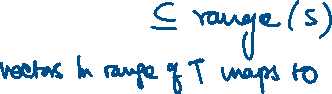 ⊆ range (S)
vectors in range of T maps to